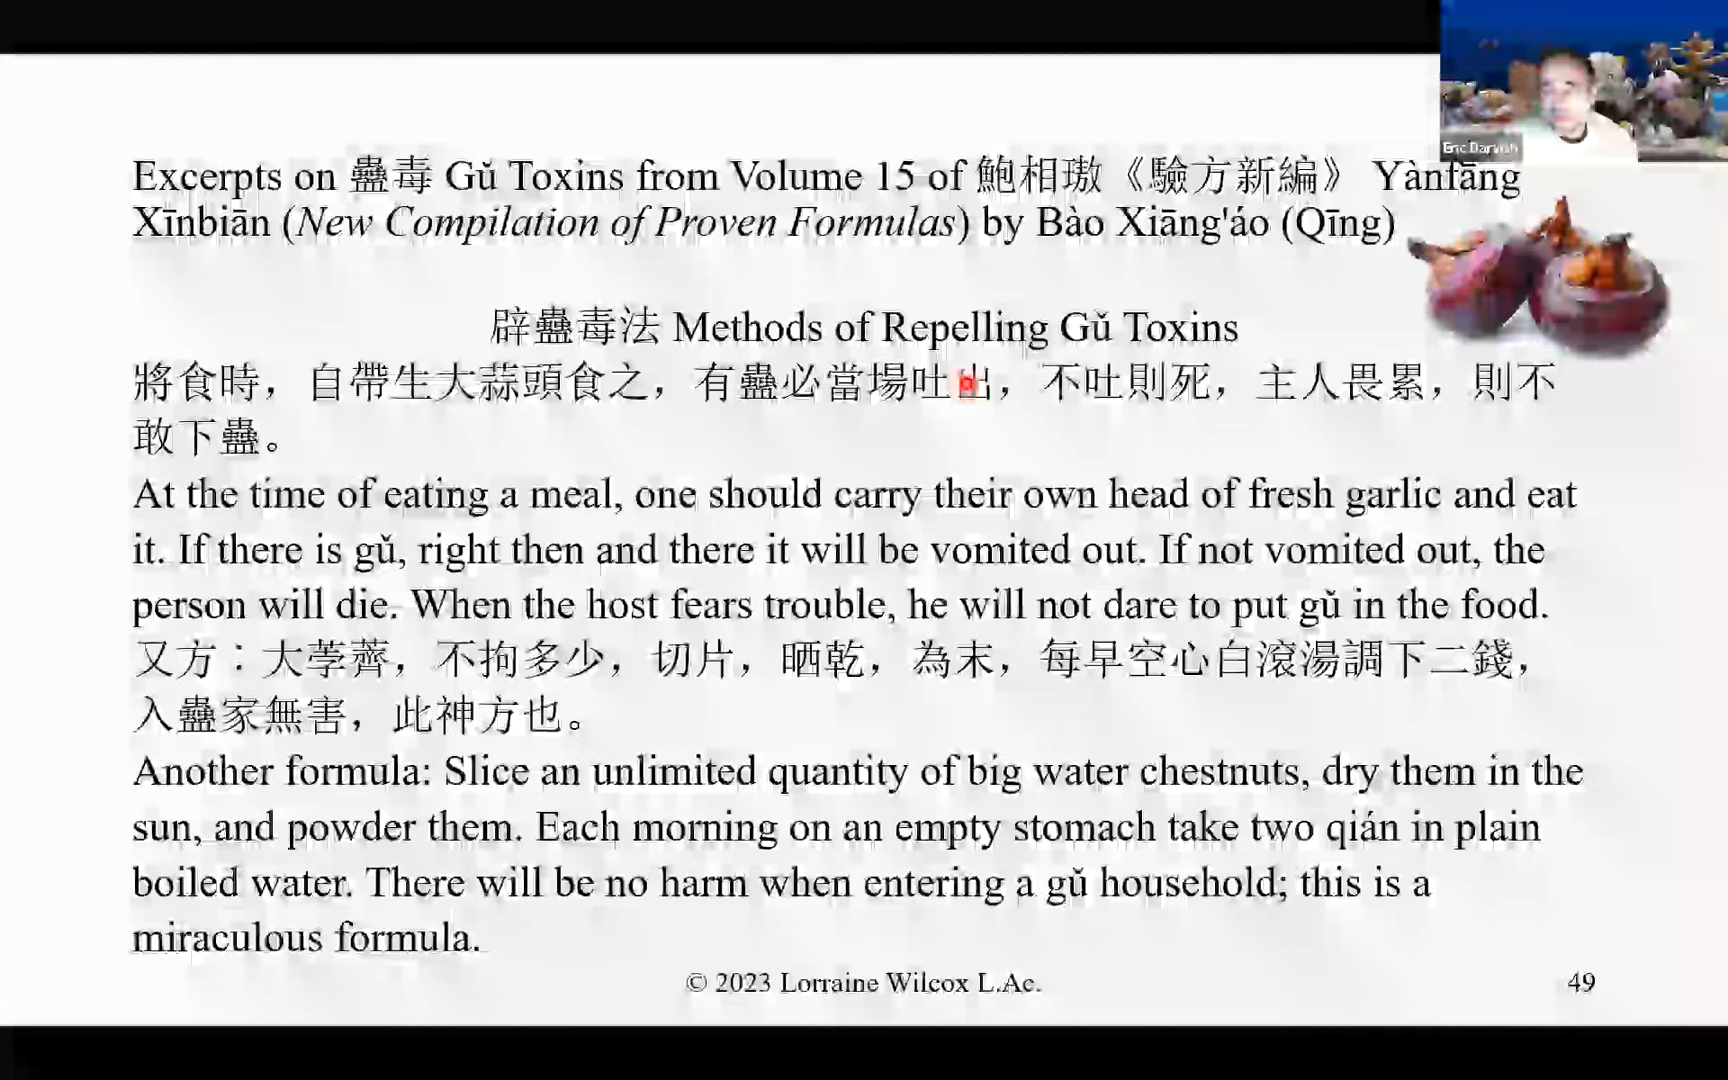 Eric Darvish
Excerpts on 蠱毒 Gǔ Toxins from Volume 15 of 鮑相璈《驗方新編》 Yànfāng
Xīnbiān (New Compilation of Proven Formulas) by Bào Xiāng'áo (Qīng)
辟蠱毒法 Methods of Repelling Gǔ Toxins
將食時，自帶生大蒜頭食之，有蠱必當場吐出，不吐則死，主人畏累，則不
敢下蠱。
At the time of eating a meal, one should carry their own head of fresh garlic and eat
it. If there is gǔ, right then and there it will be vomited out. If not vomited out, the
person will die. When the host fears trouble, he will not dare to put gǔ in the food.
又方：大荸薺，不拘多少，切片，晒乾，為末，每早空心白滾湯調下二錢，
入蠱家無害，此神方也。
Another formula: Slice an unlimited quantity of big water chestnuts, dry them in the
sun, and powder them. Each morning on an empty stomach take two qián in plain
boiled water. There will be no harm when entering a gǔ household; this is a
miraculous formula.
© 2023 Lorraine Wilcox L.Ac.
49